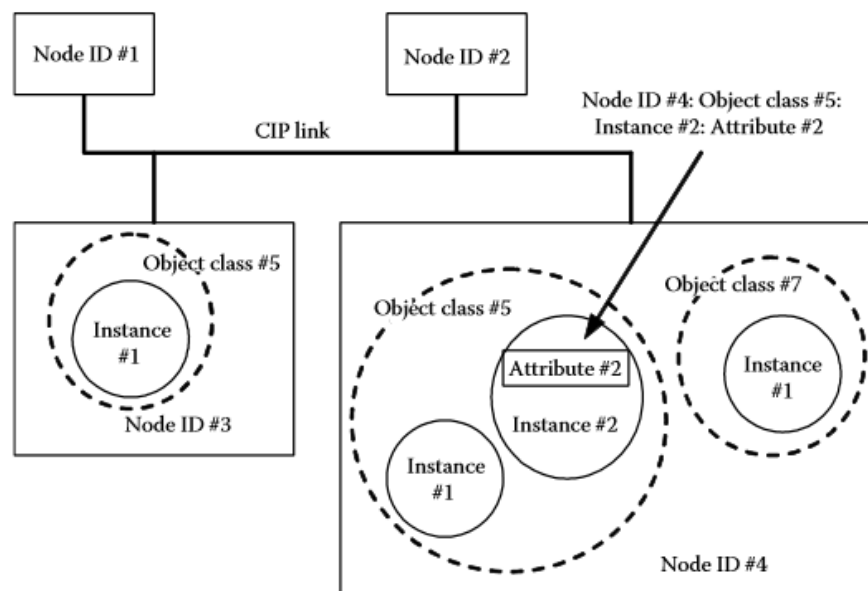 Node ID #1
Node ID #2
CIP link
Node ID #4: Object class #5:
Instance #2: Attribute #2
Object class #5
Instance
#1
Node ID #3
Object class #5
Attribute #2
Instance #2
Instance
#1
Object class #7
Instance
#1
Node ID #4